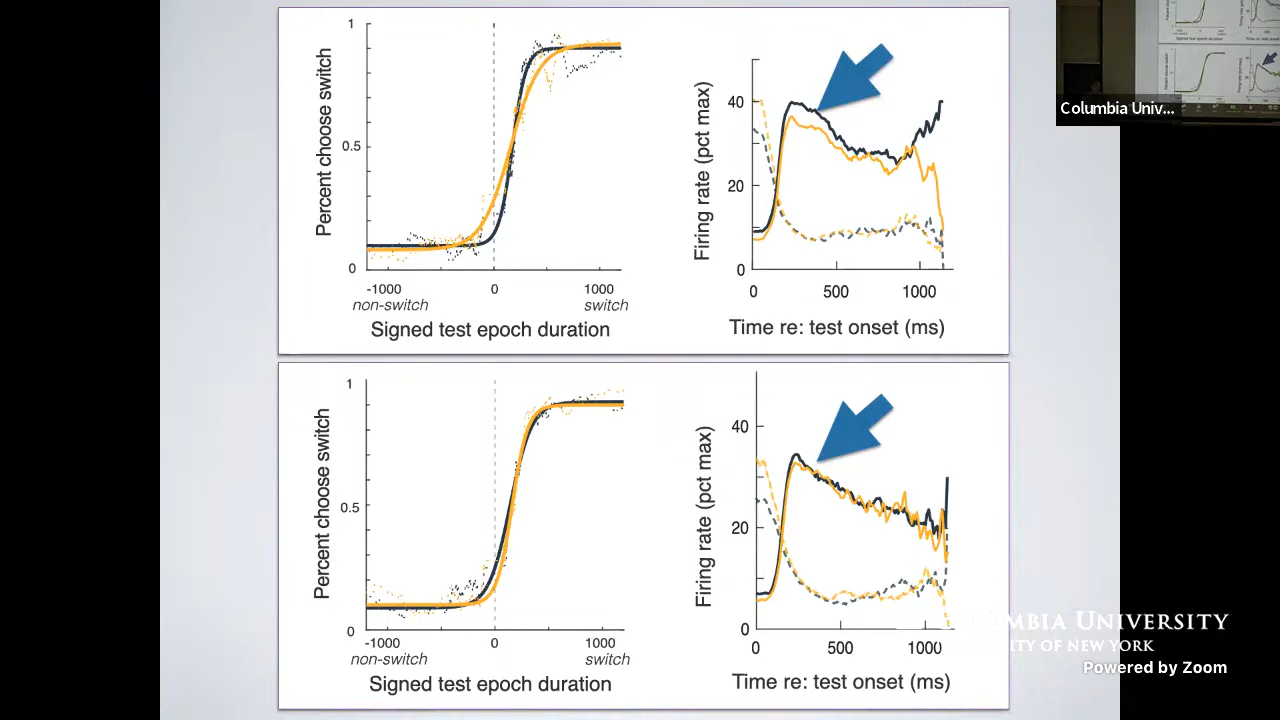 1
0.5
0
Percent choose switch
-1000
0
1000
non-switch
switch
Signed test epoch duration
40
20
0
Firing rate (pct max)
0
500
1000
Time re: test onset (ms)
1
0.5
0
Percent choose switch
-1000
0
1000
non-switch
switch
Signed test epoch duration
40
20
0
Firing rate (pct max)
0
500
1000
Time re: test onset (ms)
Columbia Univ...
MBIA UNIVERSITY
TY OF NEW YORK
Powered by Zoom